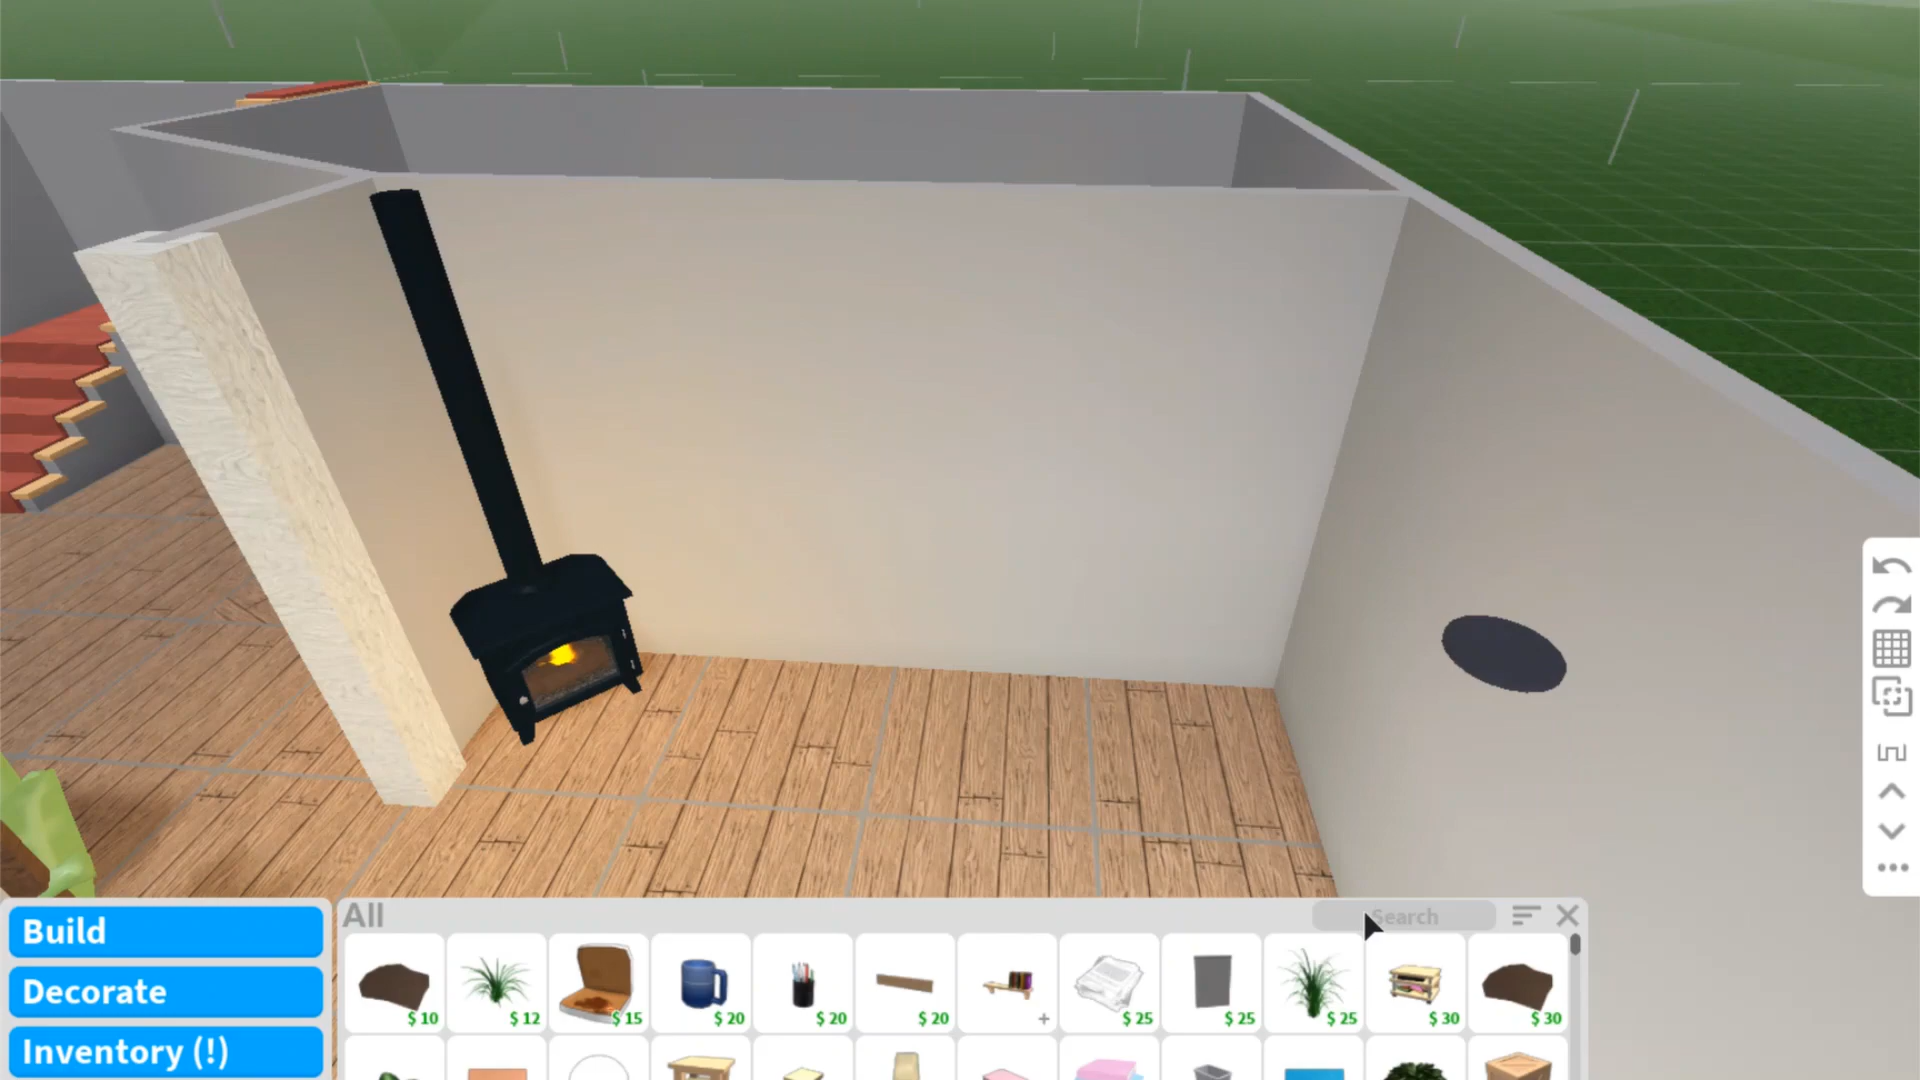 All
Search
Build
Decorate
Inventory (!)
$ 10
$ 12
$ 15
$ 20
$ 20
$ 20
+
$ 25
$ 25
$ 25
$ 30
$ 30